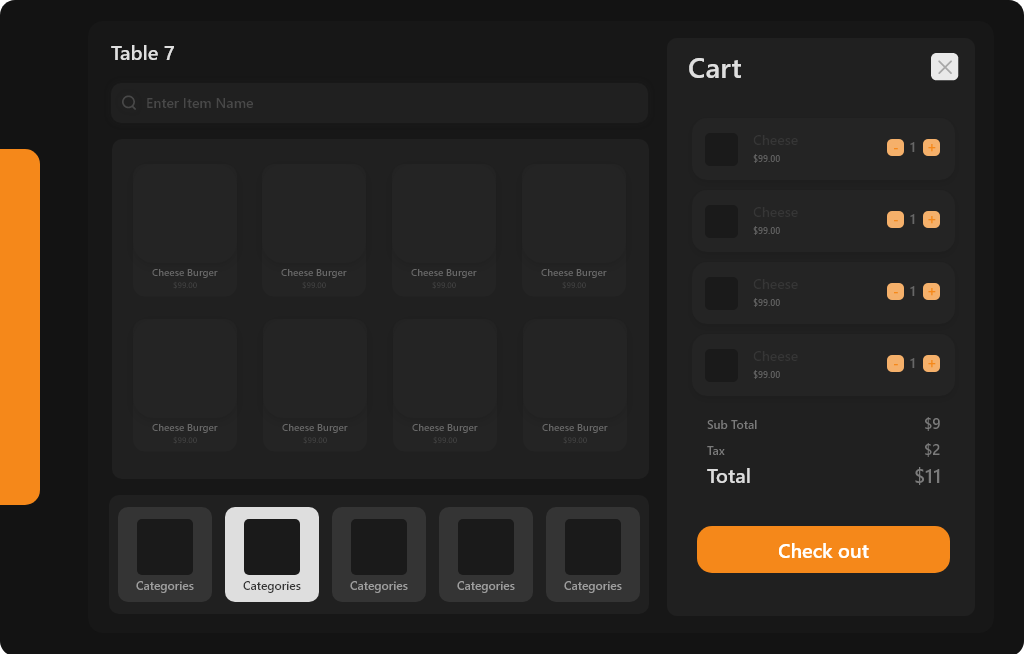 Table 7
Enter Item Name
Cheese Burger Cheese Burger Cheese Burger Cheese Burger
$99.00 $99.00 $99.00 $99.00
Cheese Burger Cheese Burger Cheese Burger Cheese Burger
$99.00 $99.00 $99.00 $99.00
Categories Categories Categories Categories Categories
Cart
Cheese
$99.00
- 1 +
Cheese
$99.00
- 1 +
Cheese
$99.00
- 1 +
Cheese
$99.00
- 1 +
Sub Total $9
Tax $2
Total $11
Check out